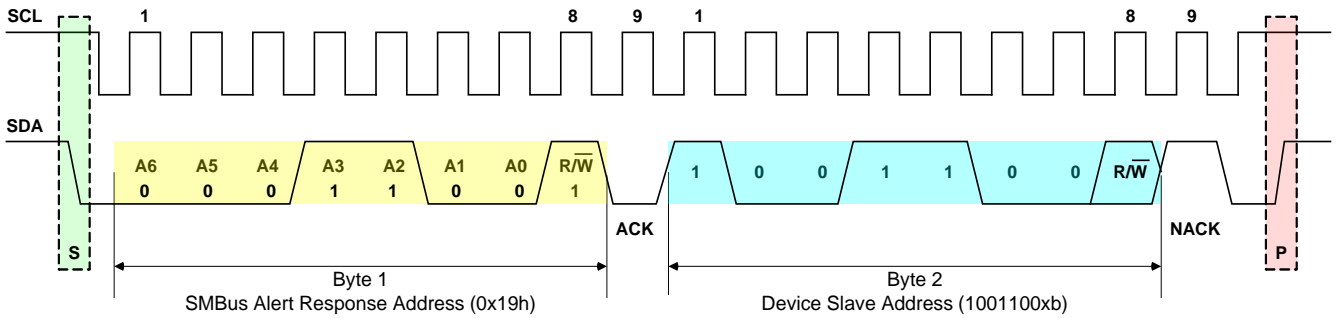 SCL 1 8 9 1 8 9
SDA
A6 A5 A4 A3 A2 A1 A0 R/W̅ 1 0 0 1 1 0 0 R/W̅
0 0 0 1 1 0 0 1
S ACK NACK P
Byte 1 Byte 2
SMBus Alert Response Address (0x19h) Device Slave Address (1001100xb)